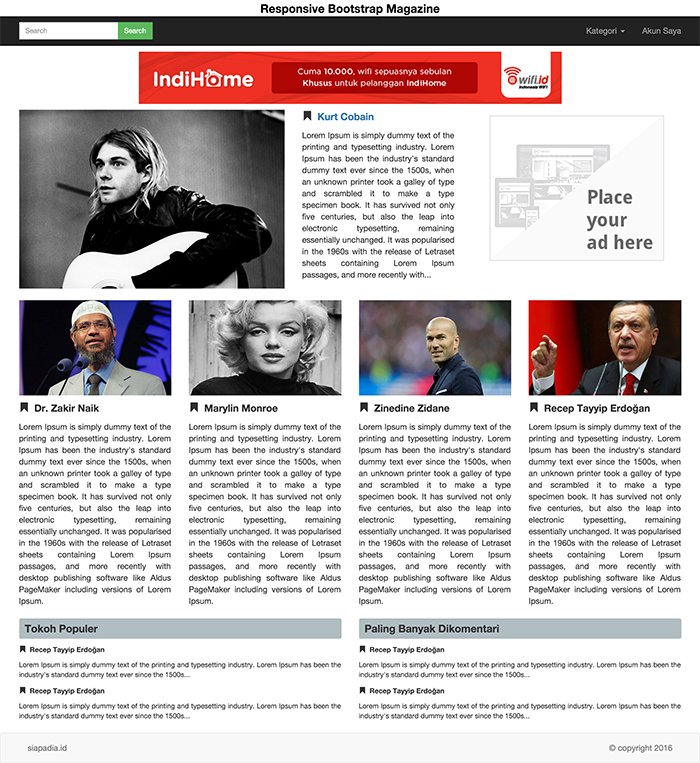 Responsive Bootstrap Magazine
Search
Search
Kategori
Akun Saya
IndiHome
Cuma 10.000, wifi sepuasnya sebulan
Khusus untuk pelanggan IndiHome
@wifi.id
Indonesia WIFI
Kurt Cobain
Lorem Ipsum is simply dummy text of the
printing and typesetting industry. Lorem
Ipsum has been the industry's standard
dummy text ever since the 1500s, when
an unknown printer took a galley of type
and scrambled it to make a type
specimen book. It has survived not only
five centuries, but also the leap into
electronic typesetting, remaining
essentially unchanged. It was popularised
in the 1960s with the release of Letraset
sheets containing Lorem Ipsum
passages, and more recently with...
Place
your
ad here
Dr. Zakir Naik
Lorem Ipsum is simply dummy text of the
printing and typesetting industry. Lorem
Ipsum has been the industry's standard
dummy text ever since the 1500s, when
an unknown printer took a galley of type
and scrambled it to make a type
specimen book. It has survived not only
five centuries, but also the leap into
electronic typesetting, remaining
essentially unchanged. It was popularised
in the 1960s with the release of Letraset
sheets containing Lorem Ipsum
passages, and more recently with
desktop publishing software like Aldus
PageMaker including versions of Lorem
Ipsum.
Marylin Monroe
Lorem Ipsum is simply dummy text of the
printing and typesetting industry. Lorem
Ipsum has been the industry's standard
dummy text ever since the 1500s, when
an unknown printer took a galley of type
and scrambled it to make a type
specimen book. It has survived not only
five centuries, but also the leap into
electronic typesetting, remaining
essentially unchanged. It was popularised
in the 1960s with the release of Letraset
sheets containing Lorem Ipsum
passages, and more recently with
desktop publishing software like Aldus
PageMaker including versions of Lorem
Ipsum.
Zinedine Zidane
Lorem Ipsum is simply dummy text of the
printing and typesetting industry. Lorem
Ipsum has been the industry's standard
dummy text ever since the 1500s, when
an unknown printer took a galley of type
and scrambled it to make a type
specimen book. It has survived not only
five centuries, but also the leap into
electronic typesetting, remaining
essentially unchanged. It was popularised
in the 1960s with the release of Letraset
sheets containing Lorem Ipsum
passages, and more recently with
desktop publishing software like Aldus
PageMaker including versions of Lorem
Ipsum.
Recep Tayyip Erdoğan
Lorem Ipsum is simply dummy text of the
printing and typesetting industry. Lorem
Ipsum has been the industry's standard
dummy text ever since the 1500s, when
an unknown printer took a galley of type
and scrambled it to make a type
specimen book. It has survived not only
five centuries, but also the leap into
electronic typesetting, remaining
essentially unchanged. It was popularised
in the 1960s with the release of Letraset
sheets containing Lorem Ipsum
passages, and more recently with
desktop publishing software like Aldus
PageMaker including versions of Lorem
Ipsum.
Tokoh Populer
Recep Tayyip Erdoğan
Lorem Ipsum is simply dummy text of the printing and typesetting industry. Lorem Ipsum has been the
industry's standard dummy text ever since the 1500s...
Recep Tayyip Erdoğan
Lorem Ipsum is simply dummy text of the printing and typesetting industry. Lorem Ipsum has been the
industry's standard dummy text ever since the 1500s...
Paling Banyak Dikomentari
Recep Tayyip Erdoğan
Lorem Ipsum is simply dummy text of the printing and typesetting industry. Lorem Ipsum has been the
industry's standard dummy text ever since the 1500s...
Recep Tayyip Erdoğan
Lorem Ipsum is simply dummy text of the printing and typesetting industry. Lorem Ipsum has been the
industry's standard dummy text ever since the 1500s...
siapadia.id
© copyright 2016